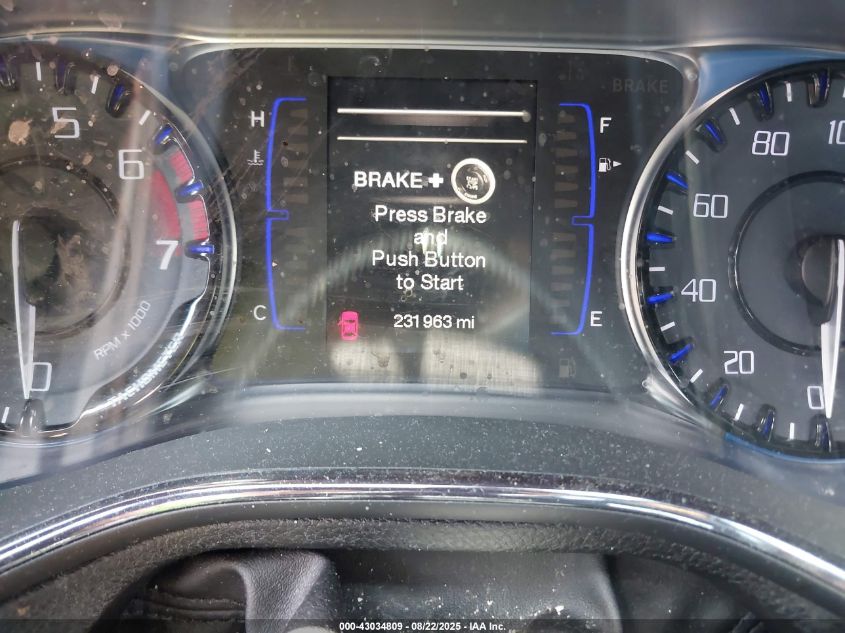 BRAKE
H
F
BRAKE +
Press Brake
and
Push Button
to Start
C
E
231963 mi
5
6
7
0
RPM x 1000
80
60
40
20
0
000-43034809 - 08/22/2025 - IAA Inc.